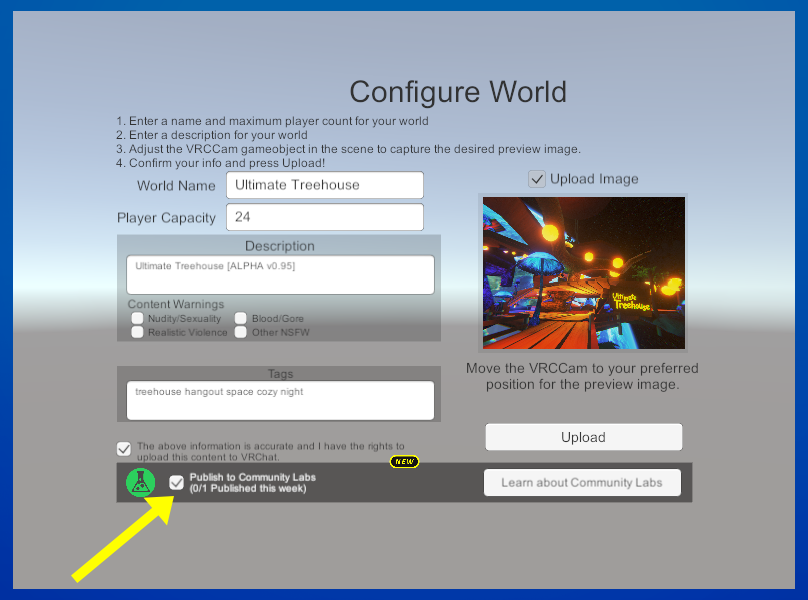 Configure World
1. Enter a name and maximum player count for your world
2. Enter a description for your world
3. Adjust the VRCCam gameobject in the scene to capture the desired preview image.
4. Confirm your info and press Upload!
World Name
Ultimate Treehouse
Player Capacity
24
Description
Ultimate Treehouse [ALPHA v0.95]
Content Warnings
Nudity/Sexuality
Blood/Gore
Realistic Violence
Other NSFW
Tags
treehouse hangout space cozy night
The above information is accurate and I have the rights to
upload this content to VRChat.
Upload Image
Ultimate
Treehouse
Move the VRCCam to your preferred
position for the preview image.
Upload
NEW
Publish to Community Labs
(0/1 Published this week)
Learn about Community Labs